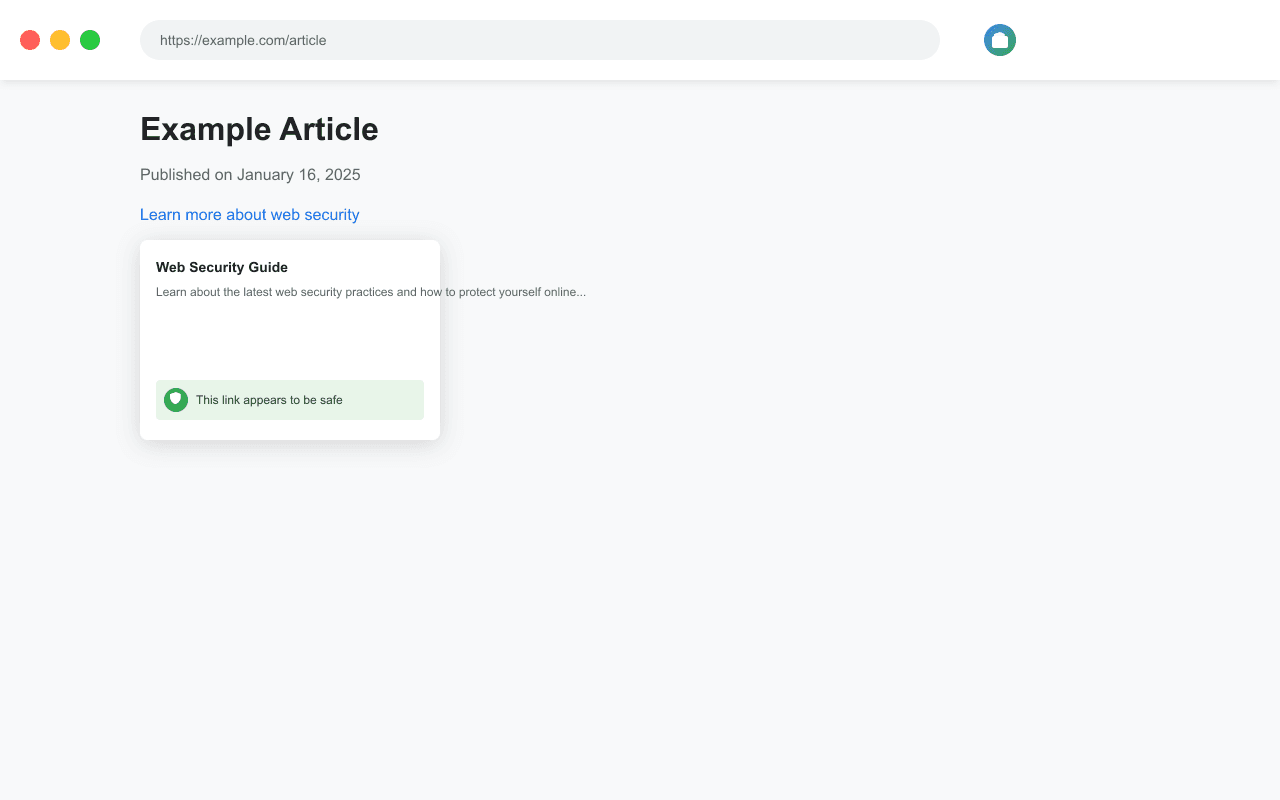 https://example.com/article
Example Article
Published on January 16, 2025
Learn more about web security
Web Security Guide
Learn about the latest web security practices and how to protect yourself online...
This link appears to be safe